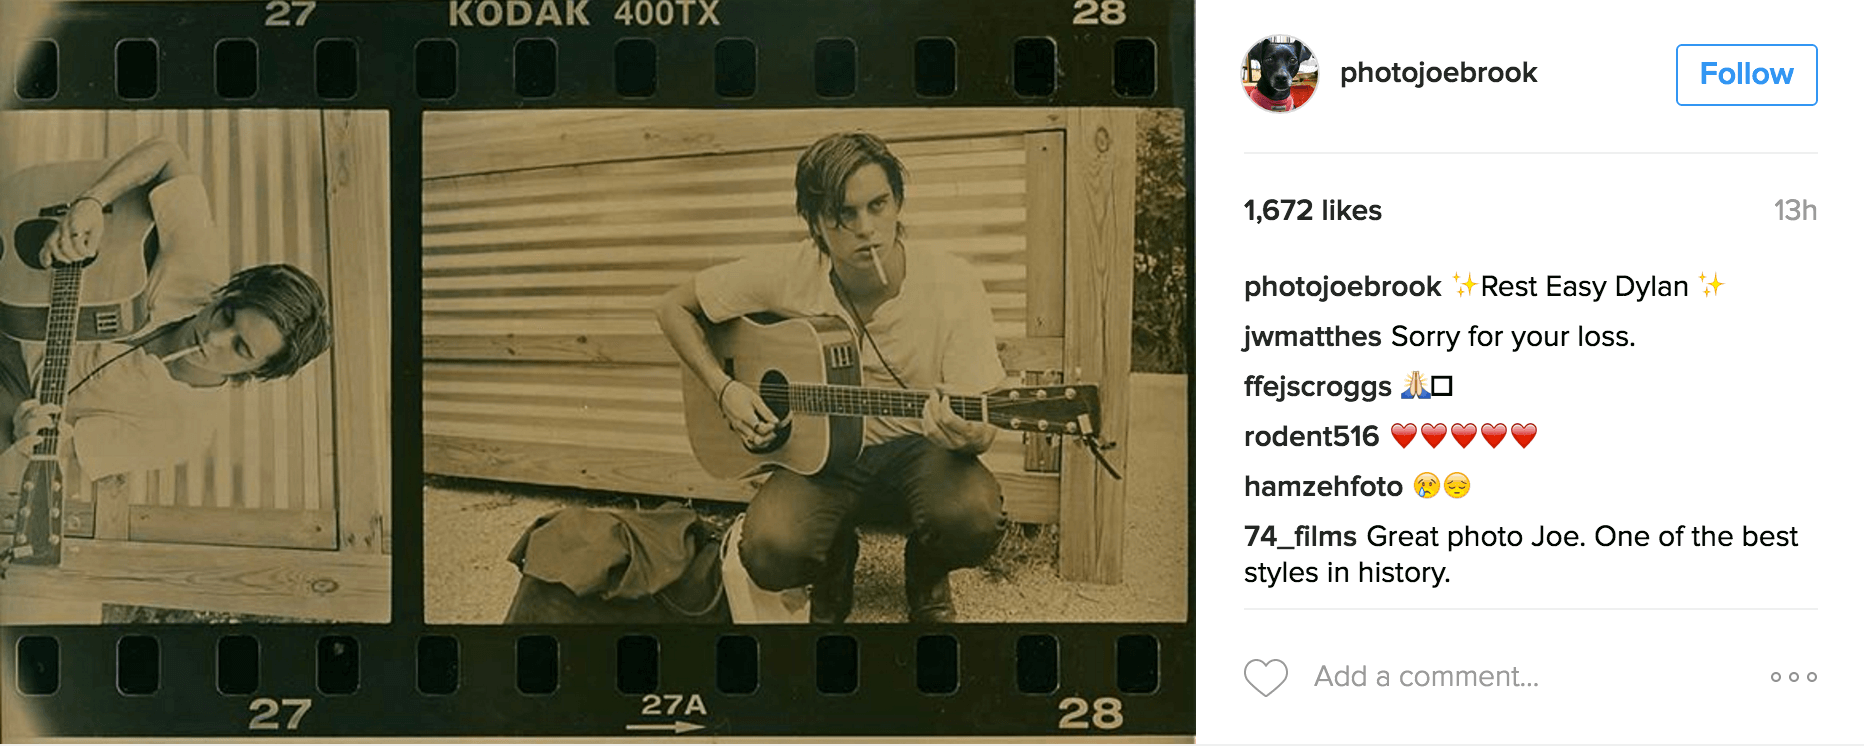 27 KODAK 400TX 28
27 27A 28
photojoebrook Follow
1,672 likes 13h
photojoebrook ✨Rest Easy Dylan ✨
jwmatthes Sorry for your loss.
ffejscroggs 🙏🏻□
rodent516 ❤️❤️❤️❤️❤️
hamzehfoto 😢😔
74_films Great photo Joe. One of the best
styles in history.
Add a comment...